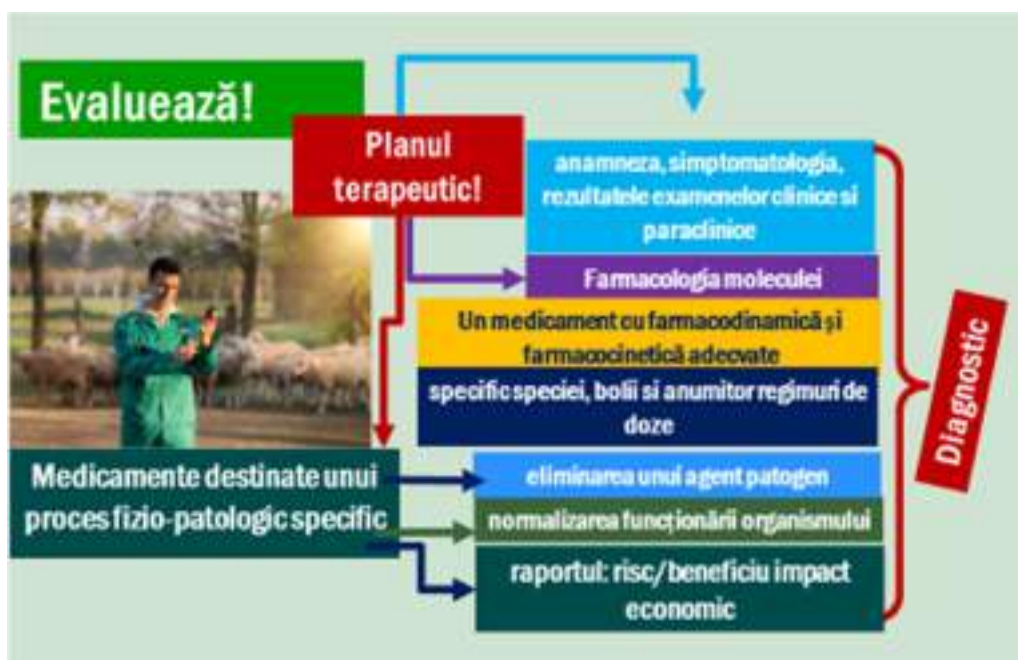 Evaluează!
Planul
terapeutic!
anamneza, simptomatologia,
rezultatele examenelor clinice si
paraclinice
Farmacologia moleculei
Un medicament cu farmacodinamică și
farmacocinetică adecvate
specific speciei, bolii si anumitor regimuri de
doze
Medicamente destinate unui
proces fizio-patologic specific
eliminarea unui agent patogen
normalizarea funcționării organismului
raportul: risc/beneficiu impact
economic
Diagnostic